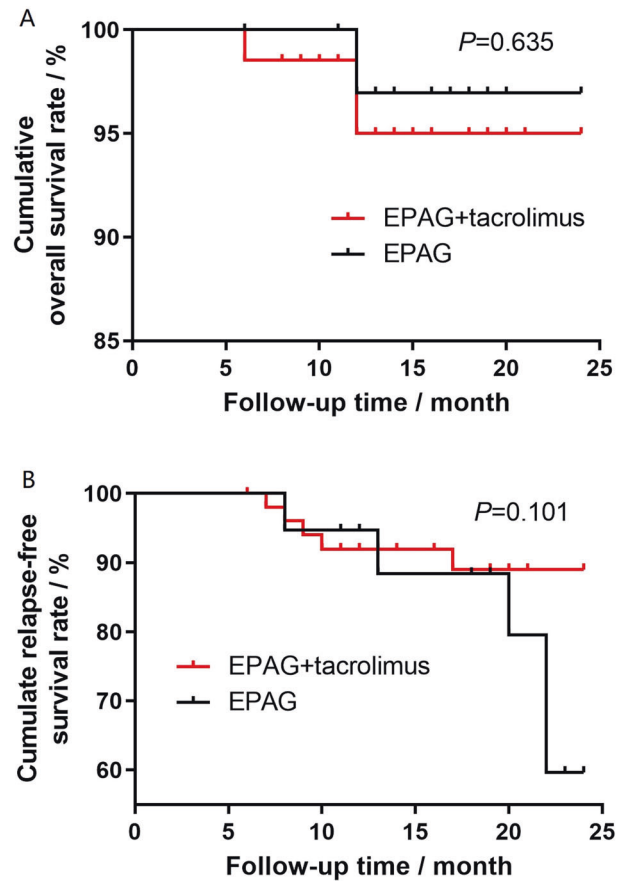 A
100
95
90
85
Cumulative
overall survival rate / %
P=0.635
EPAG+tacrolimus
EPAG
0 5 10 15 20 25
Follow-up time / month
B
100
90
80
70
60
Cumulate relapse-free
survival rate / %
P=0.101
EPAG+tacrolimus
EPAG
0 5 10 15 20 25
Follow-up time / month